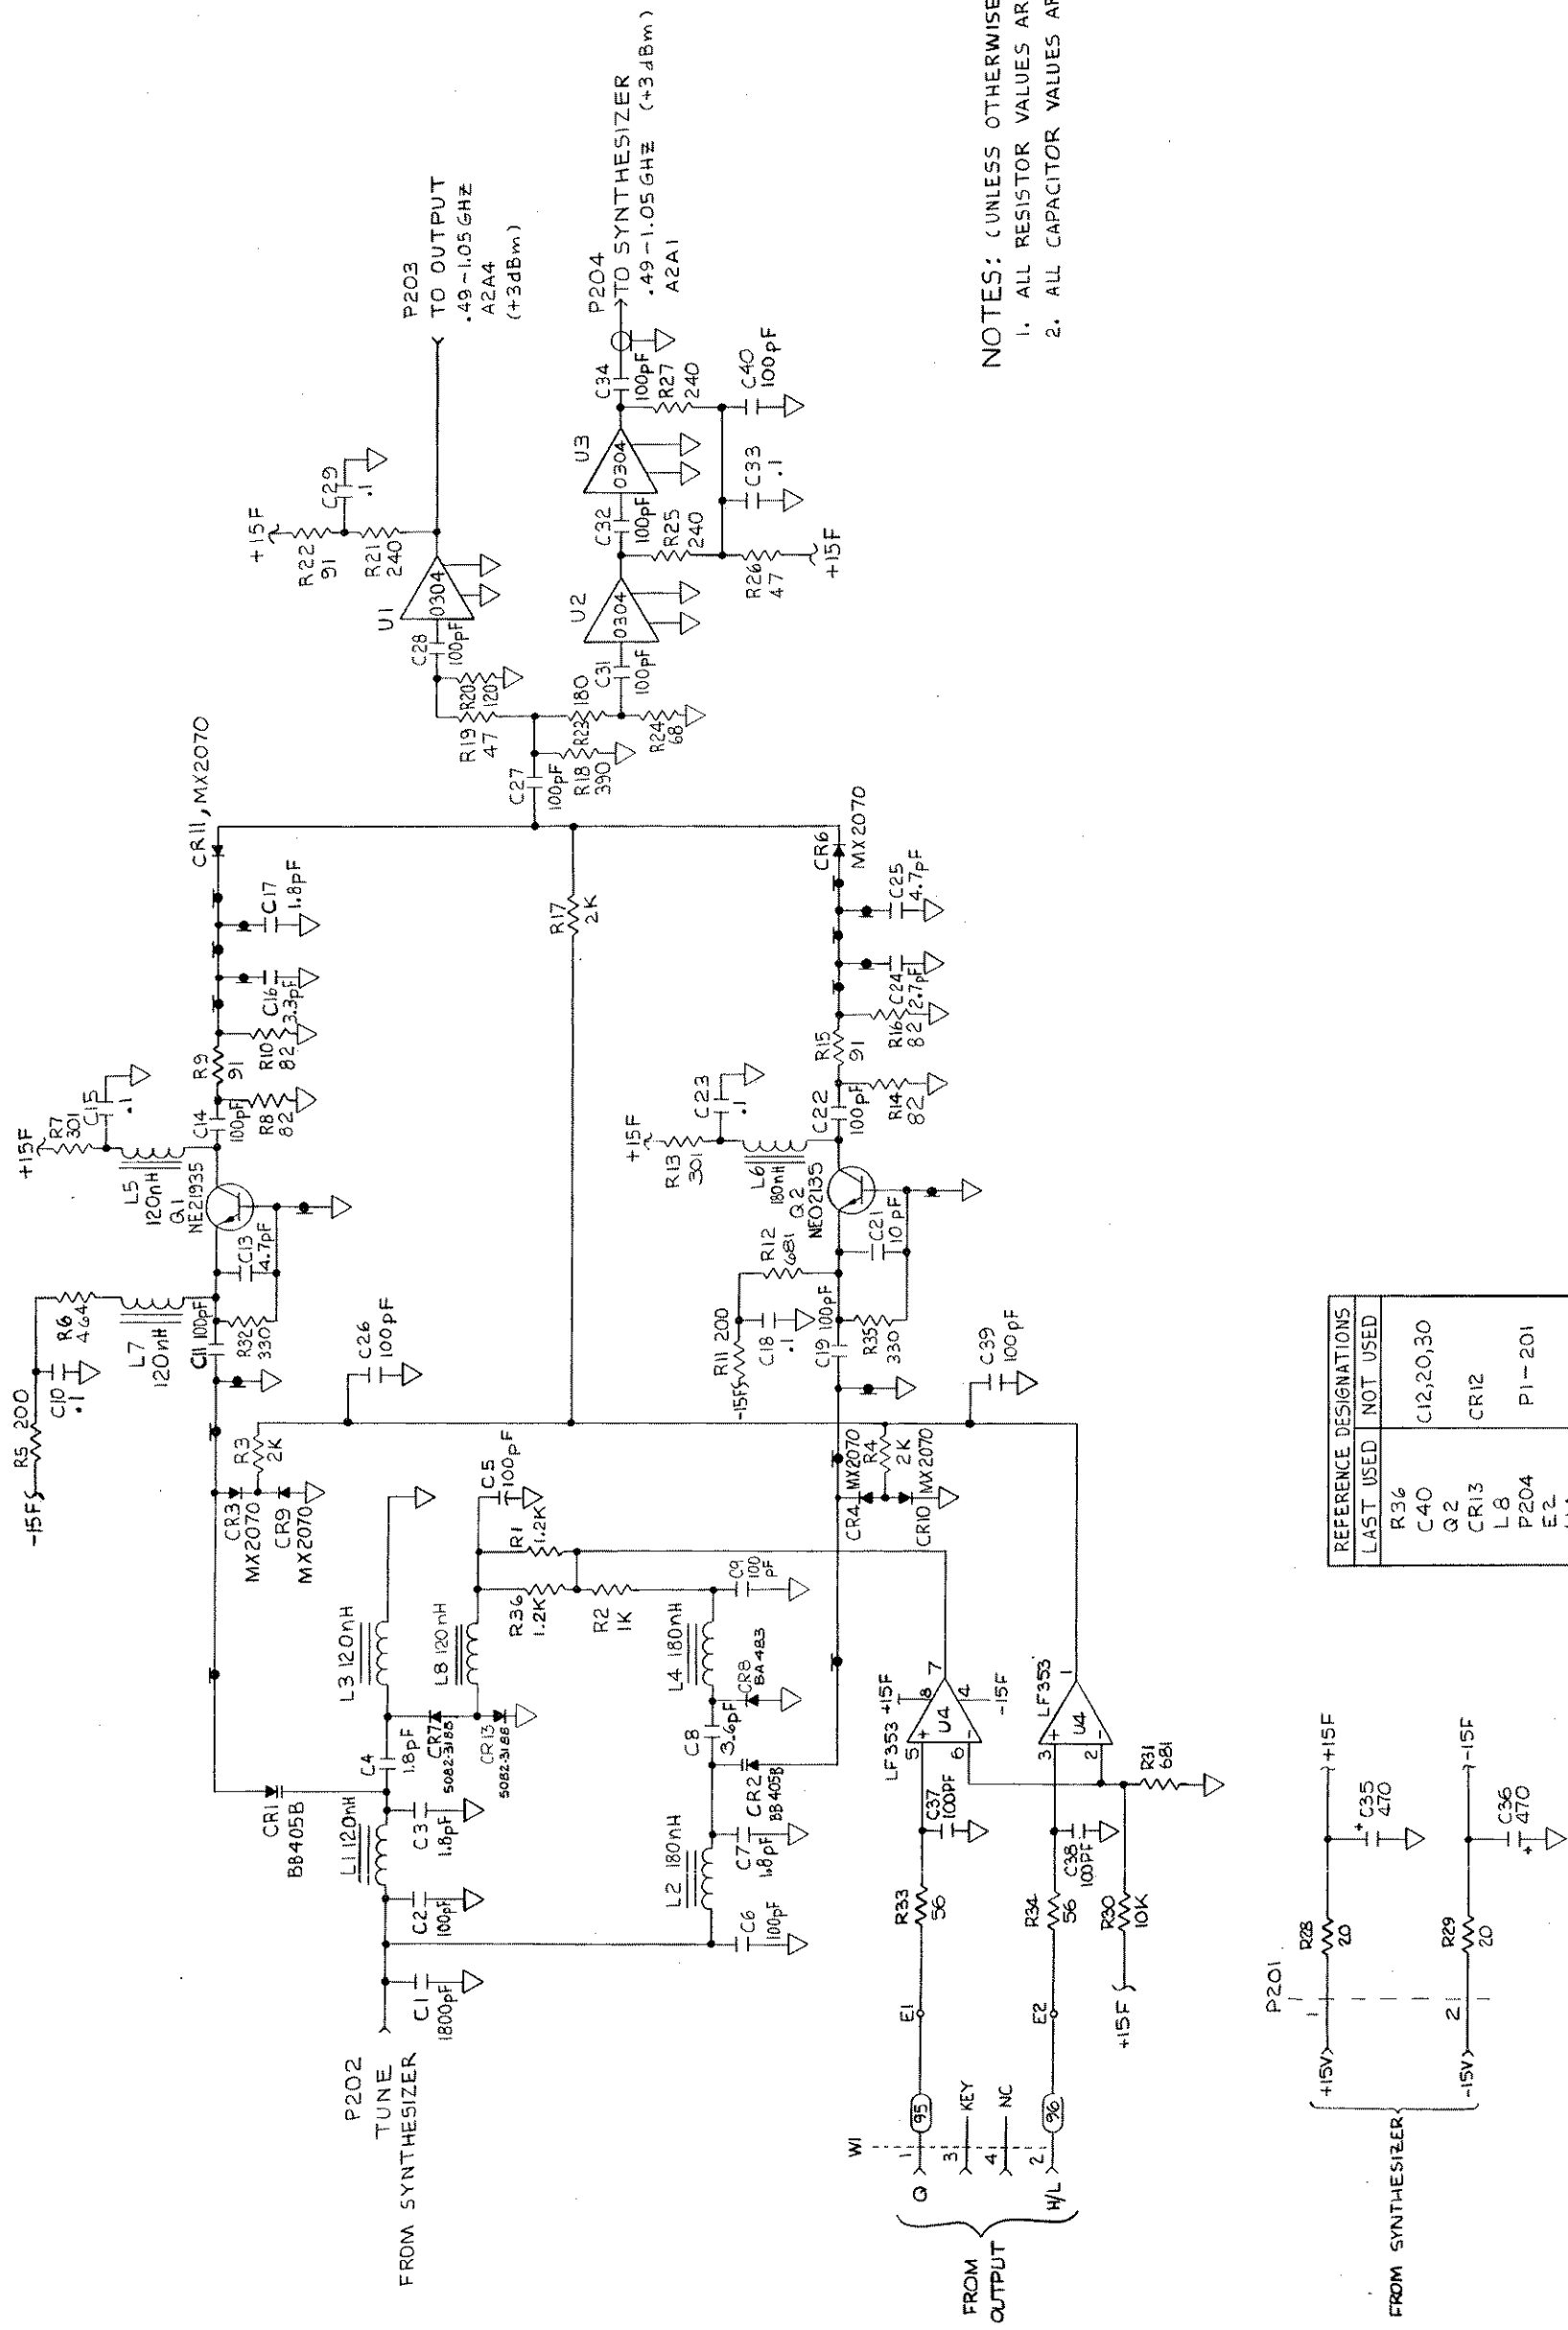 +15F
R7
301
C15
.1
L5
120nH
Q1
NE21935
C14
100pF
R8
82
R9
91
R10
82
C16
3.3pF
C17
1.8pF
CR11, MX2070
-15F
R5 200
C10
.1
R6
464
L7
120nH
C11 100pF
R32
330
C13
4.7pF
CR3
MX2070
CR9
MX2070
R3
2K
C26
100pF
R17
2K
C27
100pF
R18
390
R19
47
R20
120
R23
180
R24
68
C28
100pF
U1
0304
+15F
R22
91
R21
240
C29
.1
P203
TO OUTPUT
.49-1.05GHZ
A2A4
(+3dBm)
C31
100pF
U2
0304
C32
100pF
R25
240
R26
47
+15F
C33
.1
U3
0304
C34
100pF
R27
240
C40
100pF
P204
TO SYNTHESIZER
.49-1.05GHZ (+3dBm)
A2A1
P202
TUNE
FROM SYNTHESIZER
C1
1800pF
C2
100pF
L1 120nH
C3
1.8pF
CR1
BB405B
C4
1.8pF
L3 120nH
CR7
5082-3188
CR13
5082-3188
L8 120nH
C5
100pF
R1
1.2K
R36
1.2K
R2
1K
C6
100pF
L2 180nH
C7
1.8pF
CR2
BB405B
C8
3.6pF
CR8
BA483
L4 180nH
C9
100
pF
CR4 MX2070
CR10 MX2070
R4
2K
C39
100pF
-15F
R11 200
C18
.1
R12
681
C19 100pF
R35
330
C21
10pF
+15F
R13
301
C23
.1
L6
180nH
Q2
NE02135
C22
100pF
R14
82
R15
91
R16
82
C24
2.7pF
C25
4.7pF
CR6
MX2070
FROM
OUTPUT
W1
Q
1
95
E1
R33
56
C37
100PF
3
KEY
4
NC
H/L
2
96
E2
R34
56
C38
100PF
+15F
R30
10K
R31
681
LF353
+15F
5
6
8
4
7
U4
-15F
LF353
3
2
1
U4
P201
FROM SYNTHESIZER
+15V
1
R28
20
+15F
+C35
470
-15V
2
R29
20
-15F
C36
+ 470
REFERENCE DESIGNATIONS
LAST USED NOT USED
R36
C40 C12,20,30
Q2
CR13 CR12
L8
P204 P1-201
E2
NOTES: (UNLESS OTHERWISE
1. ALL RESISTOR VALUES AR
2. ALL CAPACITOR VALUES AR